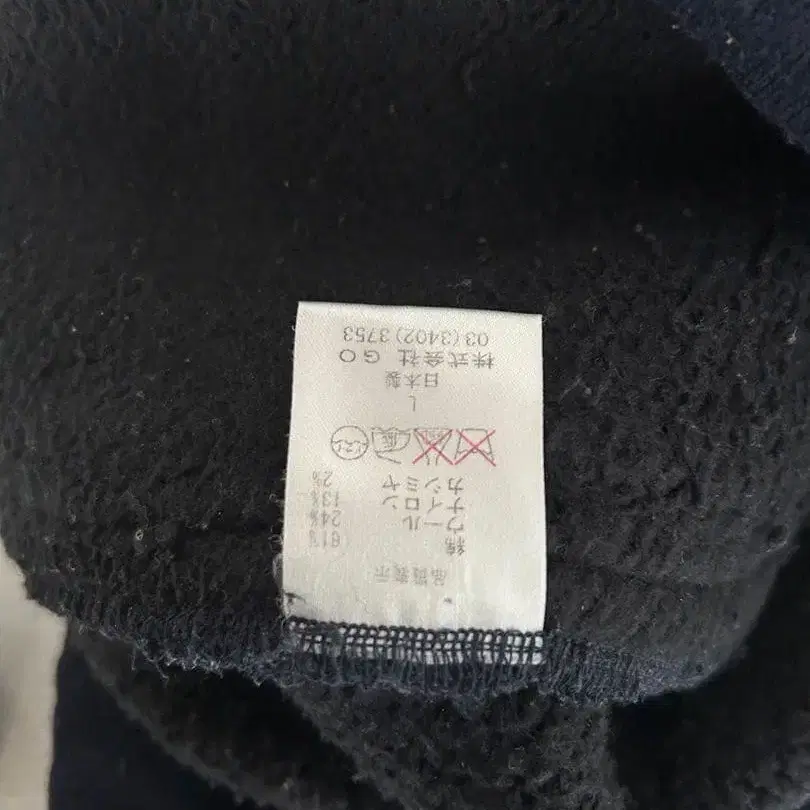 品質表示
綿 61%
ウール 24%
ナイロン 13%
カシミヤ 2%
L
日本製
株式会社 GO
03(3402)3753